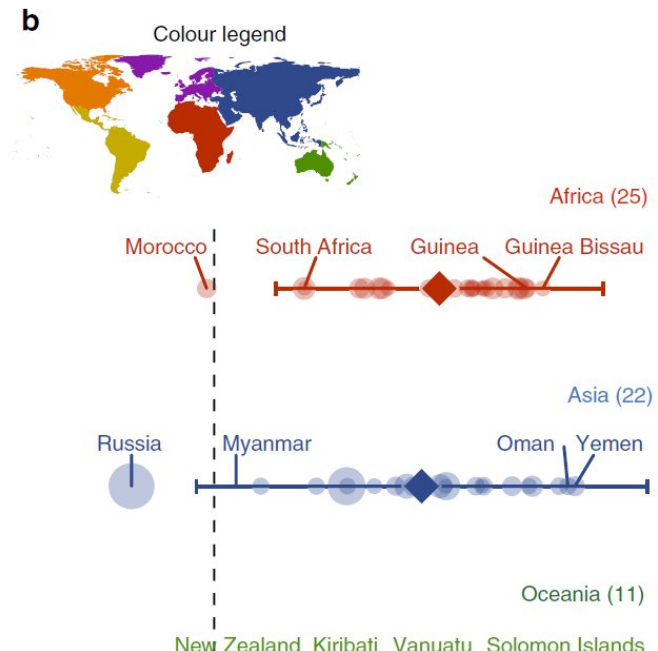 b
Colour legend
Africa (25)
Morocco South Africa Guinea Guinea Bissau
Asia (22)
Russia Myanmar Oman Yemen
Oceania (11)
New Zealand Kiribati Vanuatu Solomon Islands